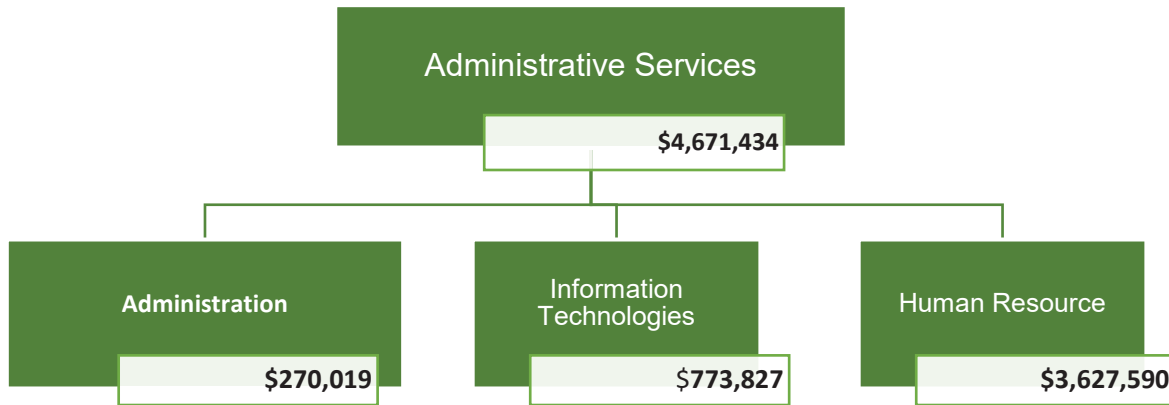 Administrative Services
$4,671,434
Administration
$270,019
Information
Technologies
$773,827
Human Resource
$3,627,590